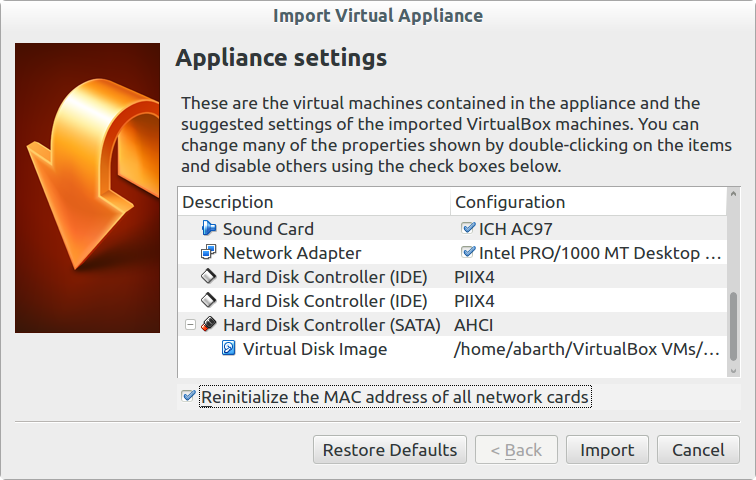 Import Virtual Appliance
Appliance settings
These are the virtual machines contained in the appliance and the
suggested settings of the imported VirtualBox machines. You can
change many of the properties shown by double-clicking on the items
and disable others using the check boxes below.
Description Configuration
Sound Card ICH AC97
Network Adapter Intel PRO/1000 MT Desktop ...
Hard Disk Controller (IDE) PIIX4
Hard Disk Controller (IDE) PIIX4
Hard Disk Controller (SATA) AHCI
Virtual Disk Image /home/abarth/VirtualBox VMs/...
Reinitialize the MAC address of all network cards
Restore Defaults < Back Import Cancel